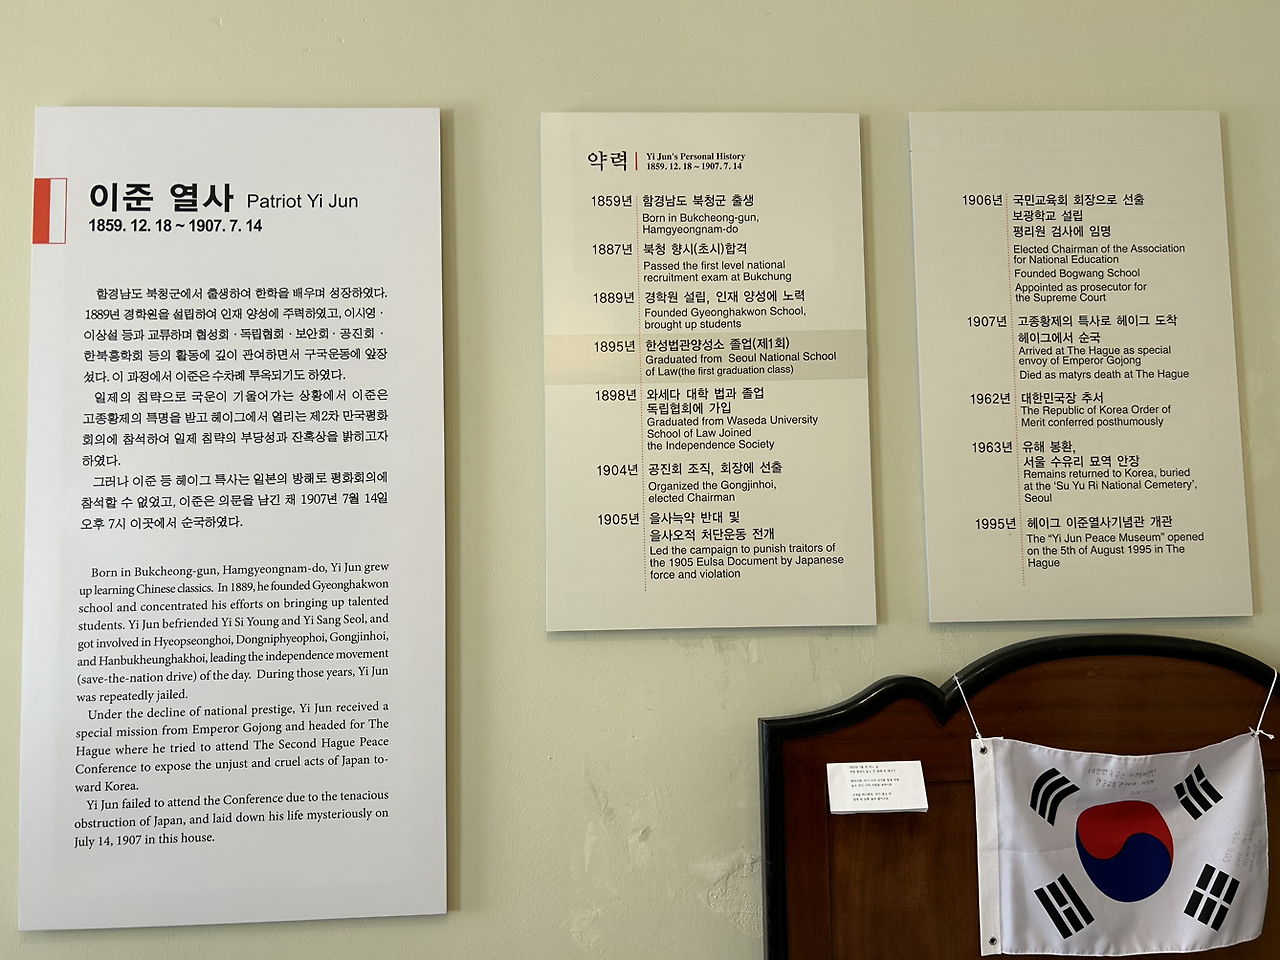 이준 열사 Patriot Yi Jun
1859. 12. 18 ~ 1907. 7. 14
함경남도 북청군에서 출생하여 한학을 배우며 성장하였다.
1889년 경학원을 설립하여 인재 양성에 주력하였고, 이시영 ·
이상설 등과 교류하며 협성회 · 독립협회 · 보안회 · 공진회 ·
한북흥학회 등의 활동에 깊이 관여하면서 구국운동에 앞장
섰다. 이 과정에서 이준은 수차례 투옥되기도 하였다.
일제의 침략으로 국운이 기울어가는 상황에서 이준은
고종황제의 특명을 받고 헤이그에서 열리는 제2차 만국평화
회의에 참석하여 일제 침략의 부당성과 잔혹상을 밝히고자
하였다.
그러나 이준 등 헤이그 특사는 일본의 방해로 평화회의에
참석할 수 없었고, 이준은 의문을 남긴 채 1907년 7월 14일
오후 7시 이곳에서 순국하였다.
Born in Bukcheong-gun, Hamgyeongnam-do, Yi Jun grew
up learning Chinese classics. In 1889, he founded Gyeonghakwon
school and concentrated his efforts on bringing up talented
students. Yi Jun befriended Yi Si Young and Yi Sang Seol, and
got involved in Hyeopseonghoi, Dongniphyeophoi, Gongjinhoi,
and Hanbukheunghakhoi, leading the independence movement
(save-the-nation drive) of the day. During those years, Yi Jun
was repeatedly jailed.
Under the decline of national prestige, Yi Jun received a
special mission from Emperor Gojong and headed for The
Hague where he tried to attend The Second Hague Peace
Conference to expose the unjust and cruel acts of Japan to-
ward Korea.
Yi Jun failed to attend the Conference due to the tenacious
obstruction of Japan, and laid down his life mysteriously on
July 14, 1907 in this house.
약력 Yi Jun's Personal History
1859. 12. 18 ~ 1907. 7. 14
1859년 함경남도 북청군 출생
Born in Bukcheong-gun,
Hamgyeongnam-do
1887년 북청 향시(초시)합격
Passed the first level national
recruitment exam at Bukchung
1889년 경학원 설립, 인재 양성에 노력
Founded Gyeonghakwon School,
brought up students
1895년 한성법관양성소 졸업(제1회)
Graduated from Seoul National School
of Law(the first graduation class)
1898년 와세다 대학 법과 졸업
독립협회에 가입
Graduated from Waseda University
School of Law Joined
the Independence Society
1904년 공진회 조직, 회장에 선출
Organized the Gongjinhoi,
elected Chairman
1905년 을사늑약 반대 및
을사오적 처단운동 전개
Led the campaign to punish traitors of
the 1905 Eulsa Document by Japanese
force and violation
1906년 국민교육회 회장으로 선출
보광학교 설립
평리원 검사에 임명
Elected Chairman of the Association
for National Education
Founded Bogwang School
Appointed as prosecutor for
the Supreme Court
1907년 고종황제의 특사로 헤이그 도착
헤이그에서 순국
Arrived at The Hague as special
envoy of Emperor Gojong
Died as matyrs death at The Hague
1962년 대한민국장 추서
The Republic of Korea Order of
Merit conferred posthumously
1963년 유해 봉환,
서울 수유리 묘역 안장
Remains returned to Korea, buried
at the 'Su Yu Ri National Cemetery',
Seoul
1995년 헤이그 이준열사기념관 개관
The "Yi Jun Peace Museum" opened
on the 5th of August 1995 in The
Hague